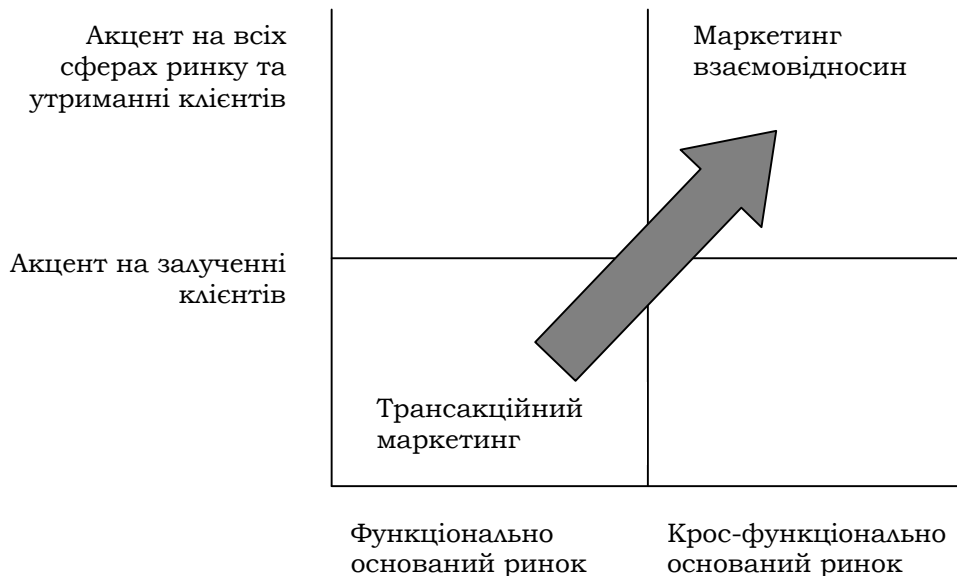 Акцент на всіх
сферах ринку та
утриманні клієнтів
Маркетинг
взаємовідносин
Акцент на залученні
клієнтів
Трансакційний
маркетинг
Функціонально
оснований ринок
Крос-функціонально
оснований ринок